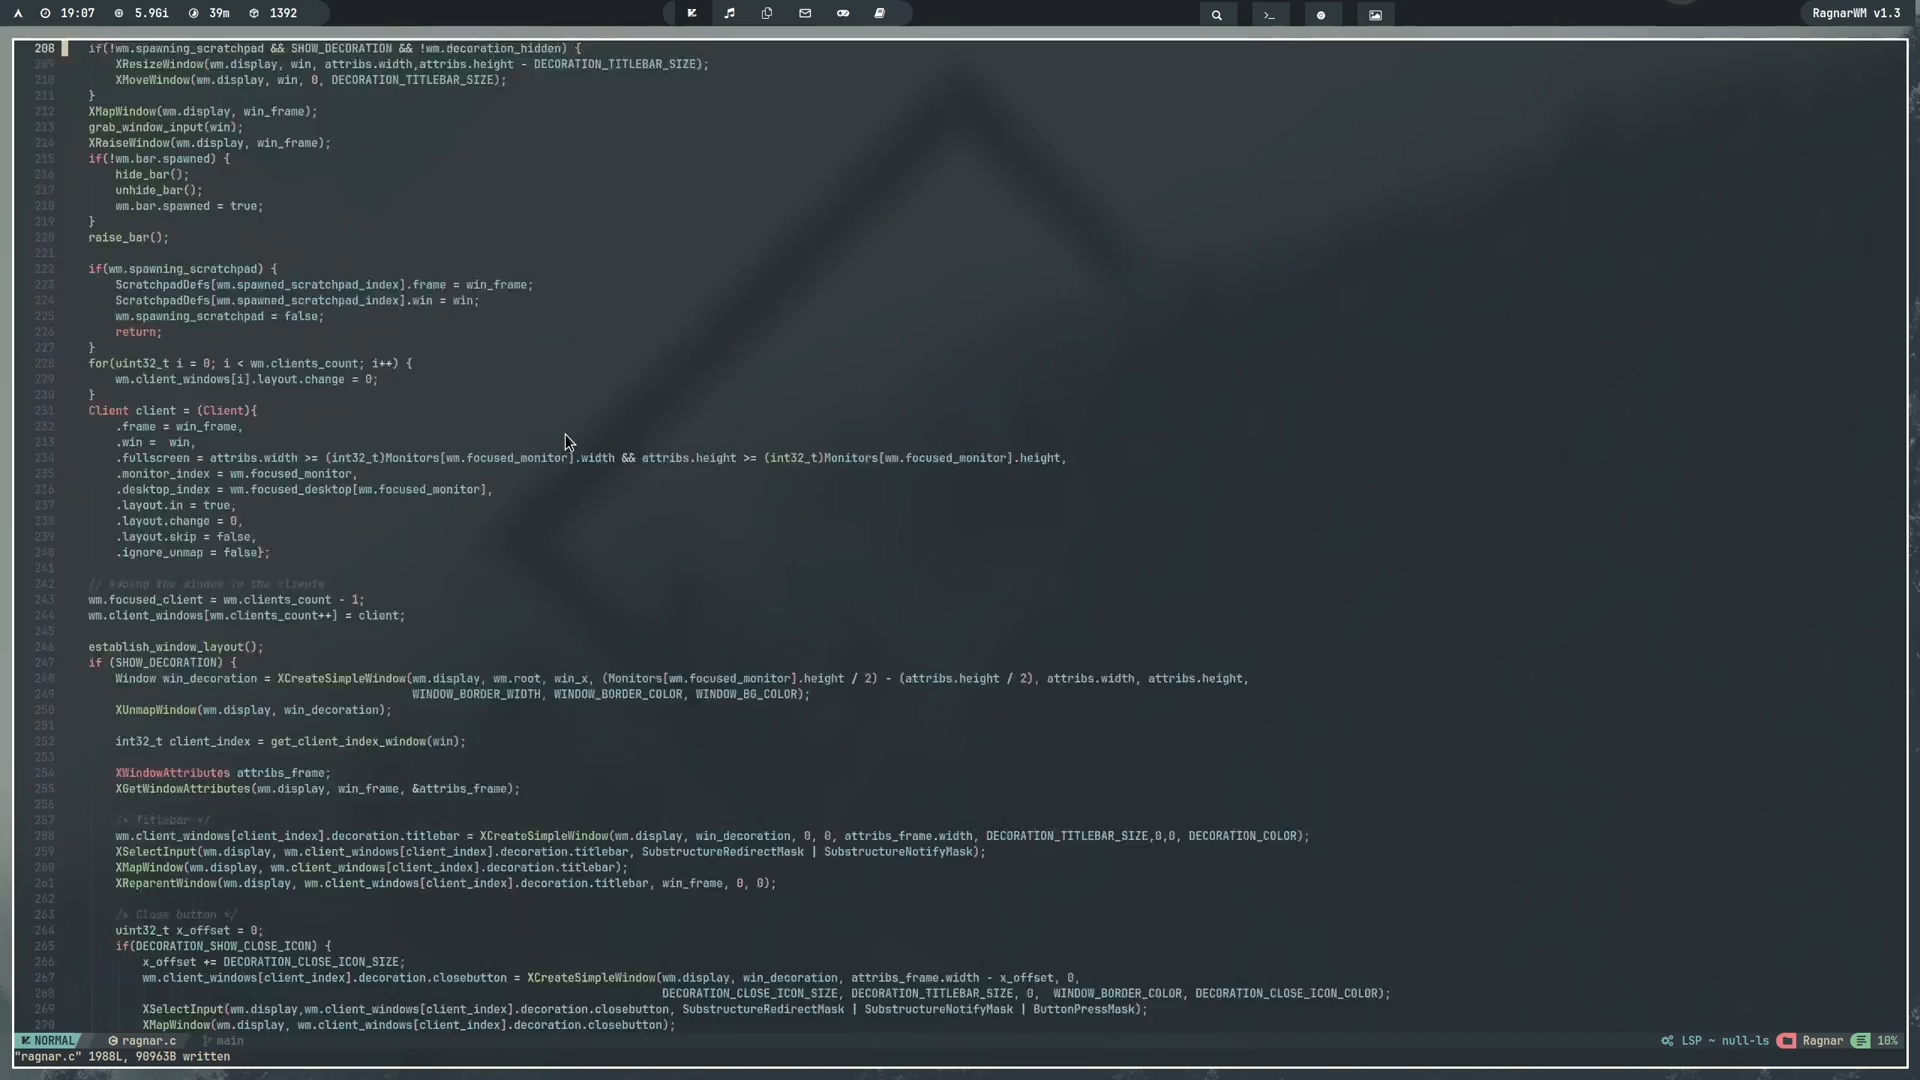 19:07 5.9Gi 39m 1392
RagnarWM v1.3
208 if(!wm.spawning_scratchpad && SHOW_DECORATION && !wm.decoration_hidden) {
209 XResizeWindow(wm.display, win, attribs.width,attribs.height - DECORATION_TITLEBAR_SIZE);
210 XMoveWindow(wm.display, win, 0, DECORATION_TITLEBAR_SIZE);
211 }
212 XMapWindow(wm.display, win_frame);
213 grab_window_input(win);
214 XRaiseWindow(wm.display, win_frame);
215 if(!wm.bar.spawned) {
216 hide_bar();
217 unhide_bar();
218 wm.bar.spawned = true;
219 }
220 raise_bar();
221
222 if(wm.spawning_scratchpad) {
223 ScratchpadDefs[wm.spawned_scratchpad_index].frame = win_frame;
224 ScratchpadDefs[wm.spawned_scratchpad_index].win = win;
225 wm.spawning_scratchpad = false;
226 return;
227 }
228 for(uint32_t i = 0; i < wm.clients_count; i++) {
229 wm.client_windows[i].layout.change = 0;
230 }
231 Client client = (Client){
232 .frame = win_frame,
233 .win =  win,
234 .fullscreen = attribs.width >= (int32_t)Monitors[wm.focused_monitor].width && attribs.height >= (int32_t)Monitors[wm.focused_monitor].height,
235 .monitor_index = wm.focused_monitor,
236 .desktop_index = wm.focused_desktop[wm.focused_monitor],
237 .layout.in = true,
238 .layout.change = 0,
239 .layout.skip = false,
240 .ignore_unmap = false};
241
242 // Adding the window to the clients
243 wm.focused_client = wm.clients_count - 1;
244 wm.client_windows[wm.clients_count++] = client;
245
246 establish_window_layout();
247 if (SHOW_DECORATION) {
248 Window win_decoration = XCreateSimpleWindow(wm.display, wm.root, win_x, (Monitors[wm.focused_monitor].height / 2) - (attribs.height / 2), attribs.width, attribs.height,
249 WINDOW_BORDER_WIDTH, WINDOW_BORDER_COLOR, WINDOW_BG_COLOR);
250 XUnmapWindow(wm.display, win_decoration);
251
252 int32_t client_index = get_client_index_window(win);
253
254 XWindowAttributes attribs_frame;
255 XGetWindowAttributes(wm.display, win_frame, &attribs_frame);
256
257 /* Titlebar */
258 wm.client_windows[client_index].decoration.titlebar = XCreateSimpleWindow(wm.display, win_decoration, 0, 0, attribs_frame.width, DECORATION_TITLEBAR_SIZE,0,0, DECORATION_COLOR);
259 XSelectInput(wm.display, wm.client_windows[client_index].decoration.titlebar, SubstructureRedirectMask | SubstructureNotifyMask);
260 XMapWindow(wm.display, wm.client_windows[client_index].decoration.titlebar);
261 XReparentWindow(wm.display, wm.client_windows[client_index].decoration.titlebar, win_frame, 0, 0);
262
263 /* Close button */
264 uint32_t x_offset = 0;
265 if(DECORATION_SHOW_CLOSE_ICON) {
266 x_offset += DECORATION_CLOSE_ICON_SIZE;
267 wm.client_windows[client_index].decoration.closebutton = XCreateSimpleWindow(wm.display, win_decoration, attribs_frame.width - x_offset, 0,
268 DECORATION_CLOSE_ICON_SIZE, DECORATION_TITLEBAR_SIZE, 0,  WINDOW_BORDER_COLOR, DECORATION_CLOSE_ICON_COLOR);
269 XSelectInput(wm.display,wm.client_windows[client_index].decoration.closebutton, SubstructureRedirectMask | SubstructureNotifyMask | ButtonPressMask);
270 XMapWindow(wm.display, wm.client_windows[client_index].decoration.closebutton);
NORMAL ragnar.c main LSP ~ null-ls Ragnar 10%
"ragnar.c" 1988L, 90963B written